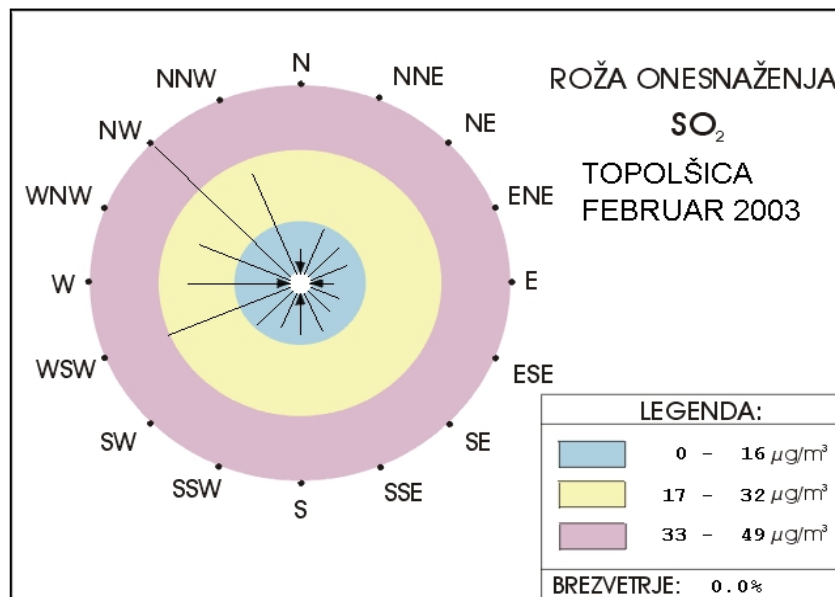 ROŽA ONESNAŽENJA
SO₂
TOPOLŠICA
FEBRUAR 2003
N
NNE
NE
ENE
E
ESE
SE
SSE
S
SSW
SW
WSW
W
WNW
NW
NNW
LEGENDA:
0 - 16 µg/m³
17 - 32 µg/m³
33 - 49 µg/m³
BREZVETRJE: 0.0%